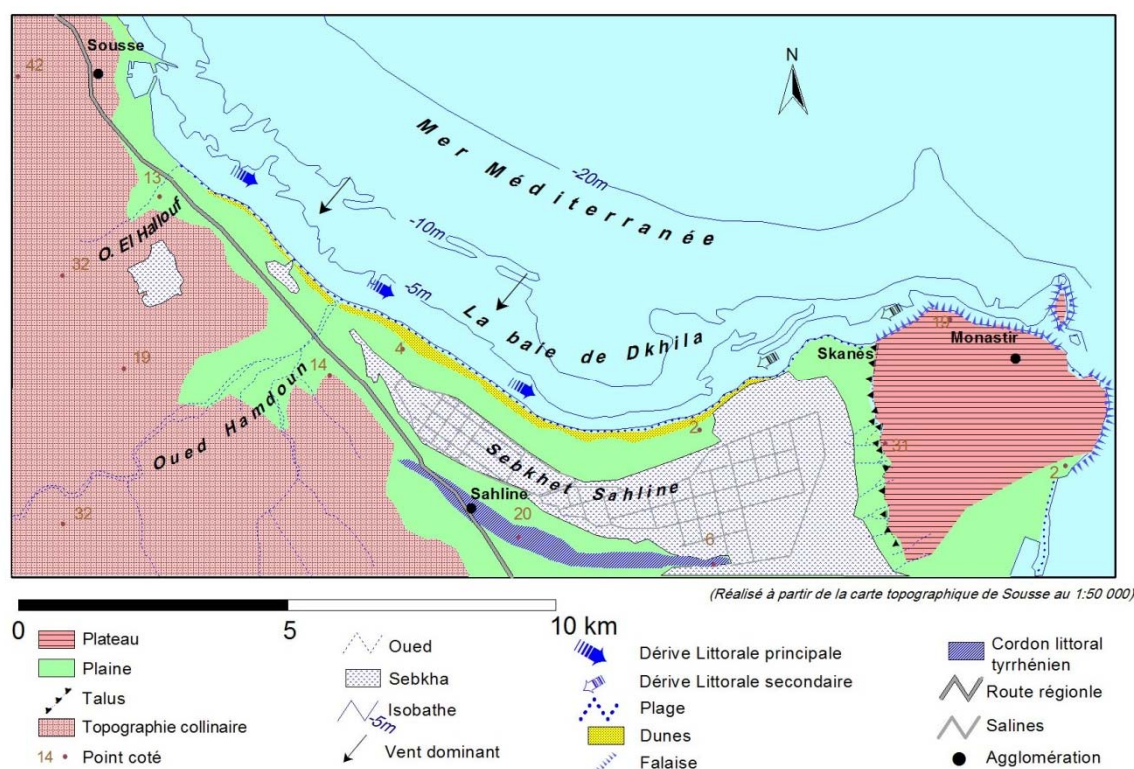 Sousse
42
N
Mer Méditerranée
-20m
13
O. El Hallouf
-10m
32
-5m
La baie de Dkhila
19
Monastir
Skanés
4
19
14
Oued Hamdoun
2
31
Sebkhet Sahline
2
Sahline
32
20
6
(Réalisé à partir de la carte topographique de Sousse au 1:50 000)
0
5
10 km
Plateau
Plaine
Talus
Topographie collinaire
14 Point coté
Oued
Sebkha
Isobathe
-5m
Vent dominant
Dérive Littorale principale
Dérive Littorale secondaire
Plage
Dunes
Falaise
Cordon littoral
tyrrhénien
Route régionle
Salines
Agglomération